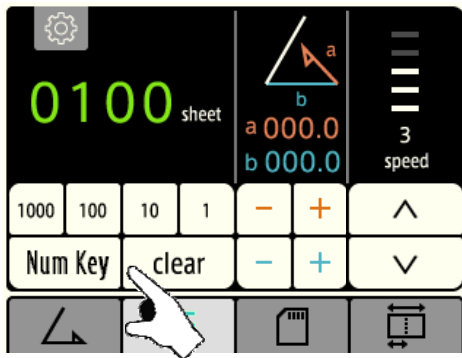 0100 sheet
a
b
a 000.0
b 000.0
3
speed
1000 100 10 1 − +
Num Key clear − +